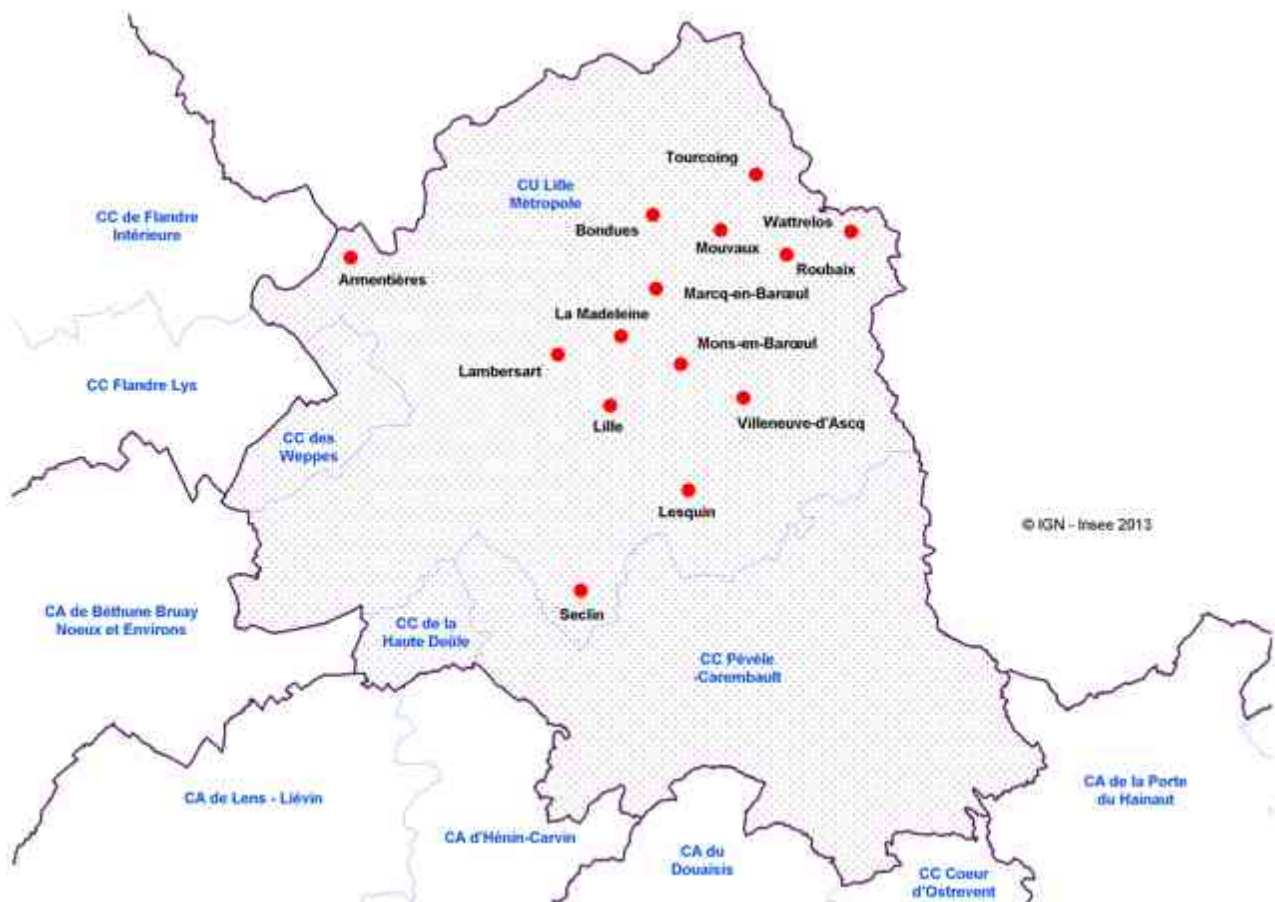 Tourcoing
CU Lille
Métropole
CC de Flandre
Intérieure
Bondues
Wattrelos
Mouvaux
Roubaix
Armentières
Marcq-en-Barœul
La Madeleine
Mons-en-Barœul
Lambersart
CC Flandre Lys
Lille
Villeneuve-d'Ascq
CC des
Weppes
Lesquin
© IGN - Insee 2013
CA de Béthune Bruay
Noeux et Environs
Seclin
CC de la
Haute Deûle
CC Pévèle
-Carembault
CA de Lens - Liévin
CA de la Porte
du Hainaut
CA d'Hénin-Carvin
CA du
Douaisis
CC Coeur
d'Ostrevent